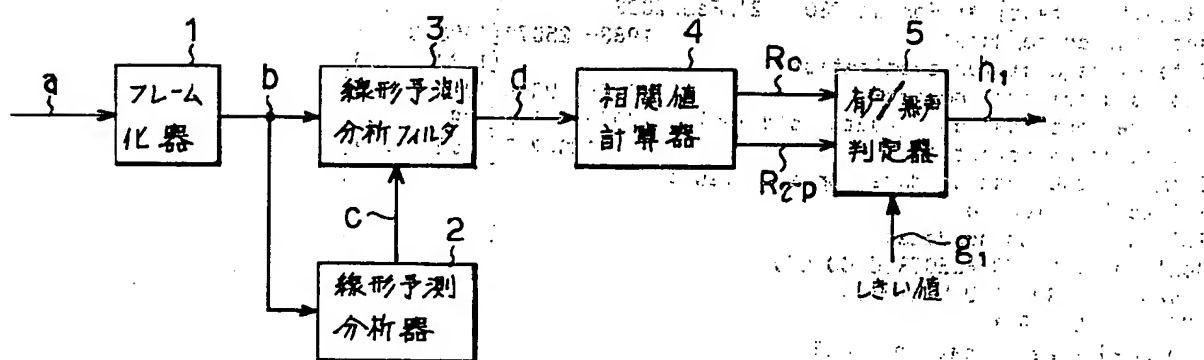 1
3
4
5
a
フレーム
化器
b
線形予測
分析フィルタ
d
相関値
計算器
R0
R2-p
有声/無声
判定器
h1
c
2
線形予測
分析器
g1
しきい値